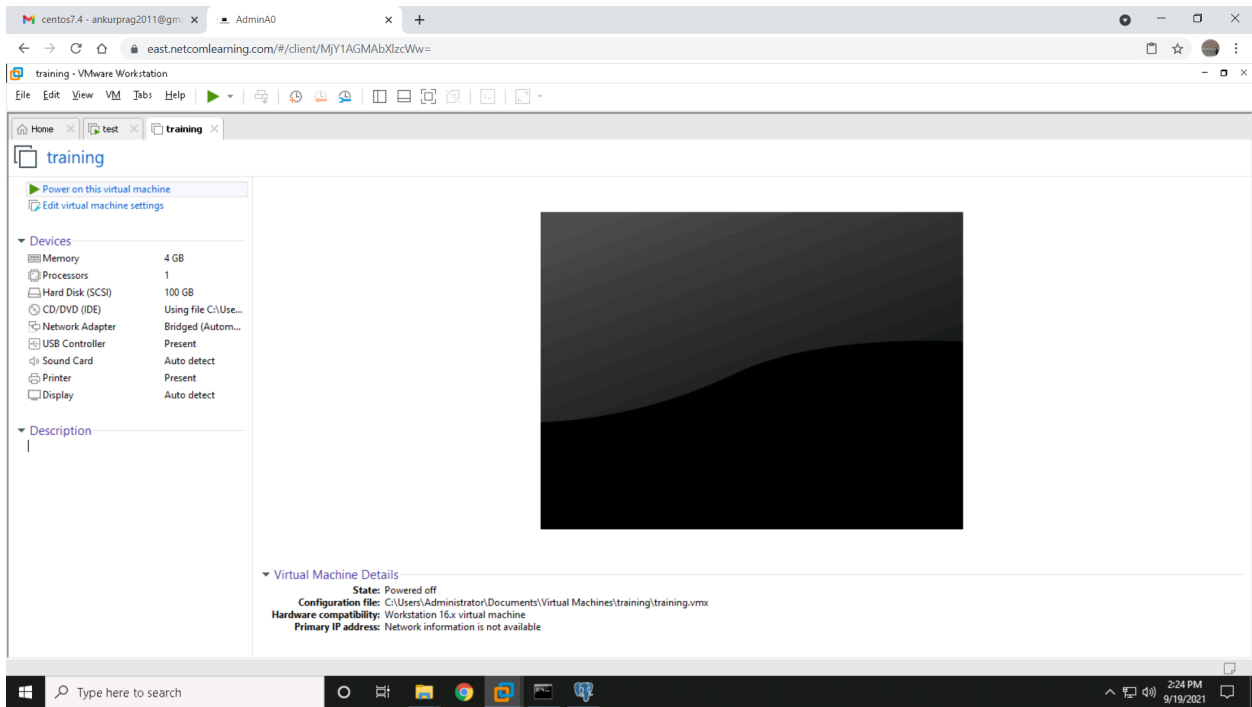 centos7.4 - ankurprag2011@gm
AdminA0
east.netcomlearning.com/#/client/MjY1AGMAbXlzcWw=
training - VMware Workstation
File Edit View VM Tabs Help
Home
test
training
training
Power on this virtual machine
Edit virtual machine settings
Devices
Memory 4 GB
Processors 1
Hard Disk (SCSI) 100 GB
CD/DVD (IDE) Using file C:\Use...
Network Adapter Bridged (Autom...
USB Controller Present
Sound Card Auto detect
Printer Present
Display Auto detect
Description
Virtual Machine Details
State: Powered off
Configuration file: C:\Users\Administrator\Documents\Virtual Machines\training\training.vmx
Hardware compatibility: Workstation 16.x virtual machine
Primary IP address: Network information is not available
Type here to search
2:24 PM
9/19/2021